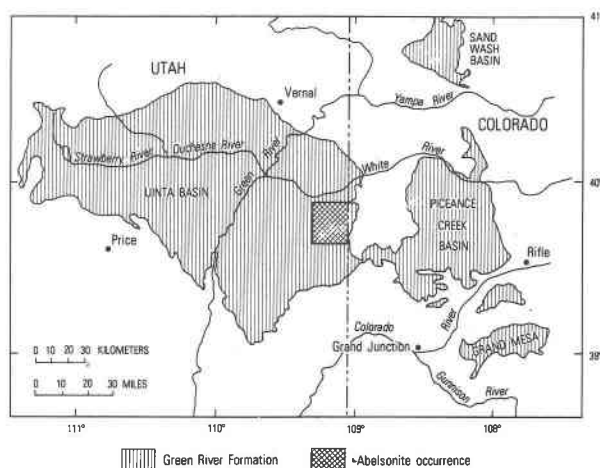 41
SAND
WASH
BASIN
UTAH
Vernal
Yampa River
COLORADO
Strawberry River
Duchesne River
Green River
White River
40°
UINTA BASIN
PICEANCE
CREEK
BASIN
Price
Rifle
0 10 20 30 KILOMETERS
0 10 20 30 MILES
Colorado River
Grand Junction
39°
GRAND MESA
Gunnison River
111° 110° 109° 108°
Green River Formation Abelsonite occurrence